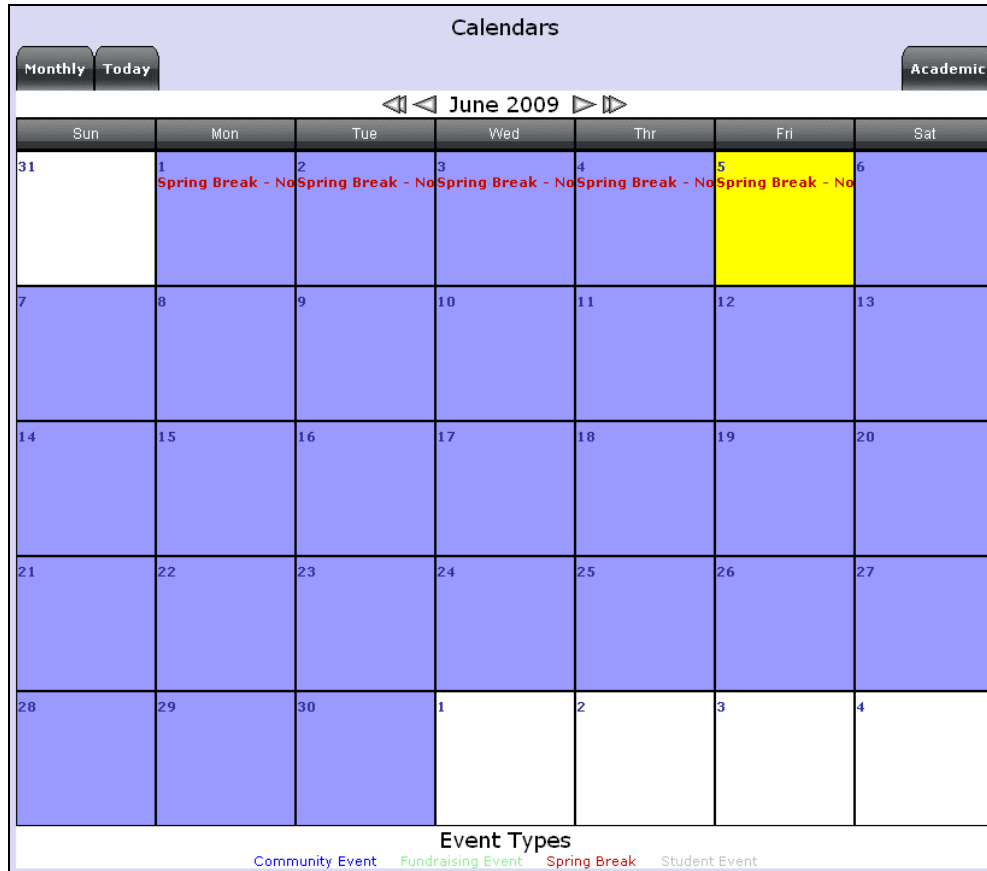 Calendars
Monthly Today Academic
June 2009
Sun Mon Tue Wed Thr Fri Sat
31 1 2 3 4 5 6
Spring Break - No Spring Break - No Spring Break - No Spring Break - No Spring Break - No
7 8 9 10 11 12 13
14 15 16 17 18 19 20
21 22 23 24 25 26 27
28 29 30 1 2 3 4
Event Types
Community Event Fundraising Event Spring Break Student Event